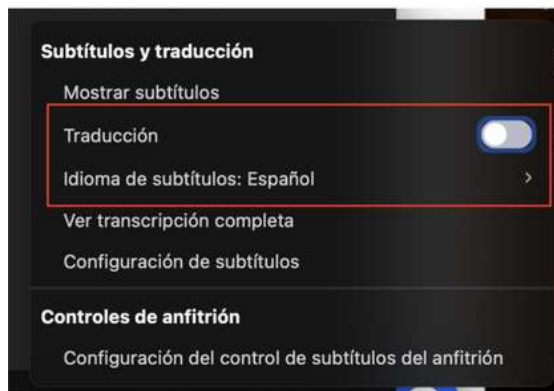 Subtítulos y traducción
Mostrar subtítulos
Traducción
Idioma de subtítulos: Español
Ver transcripción completa
Configuración de subtítulos
Controles de anfitrión
Configuración del control de subtítulos del anfitrión